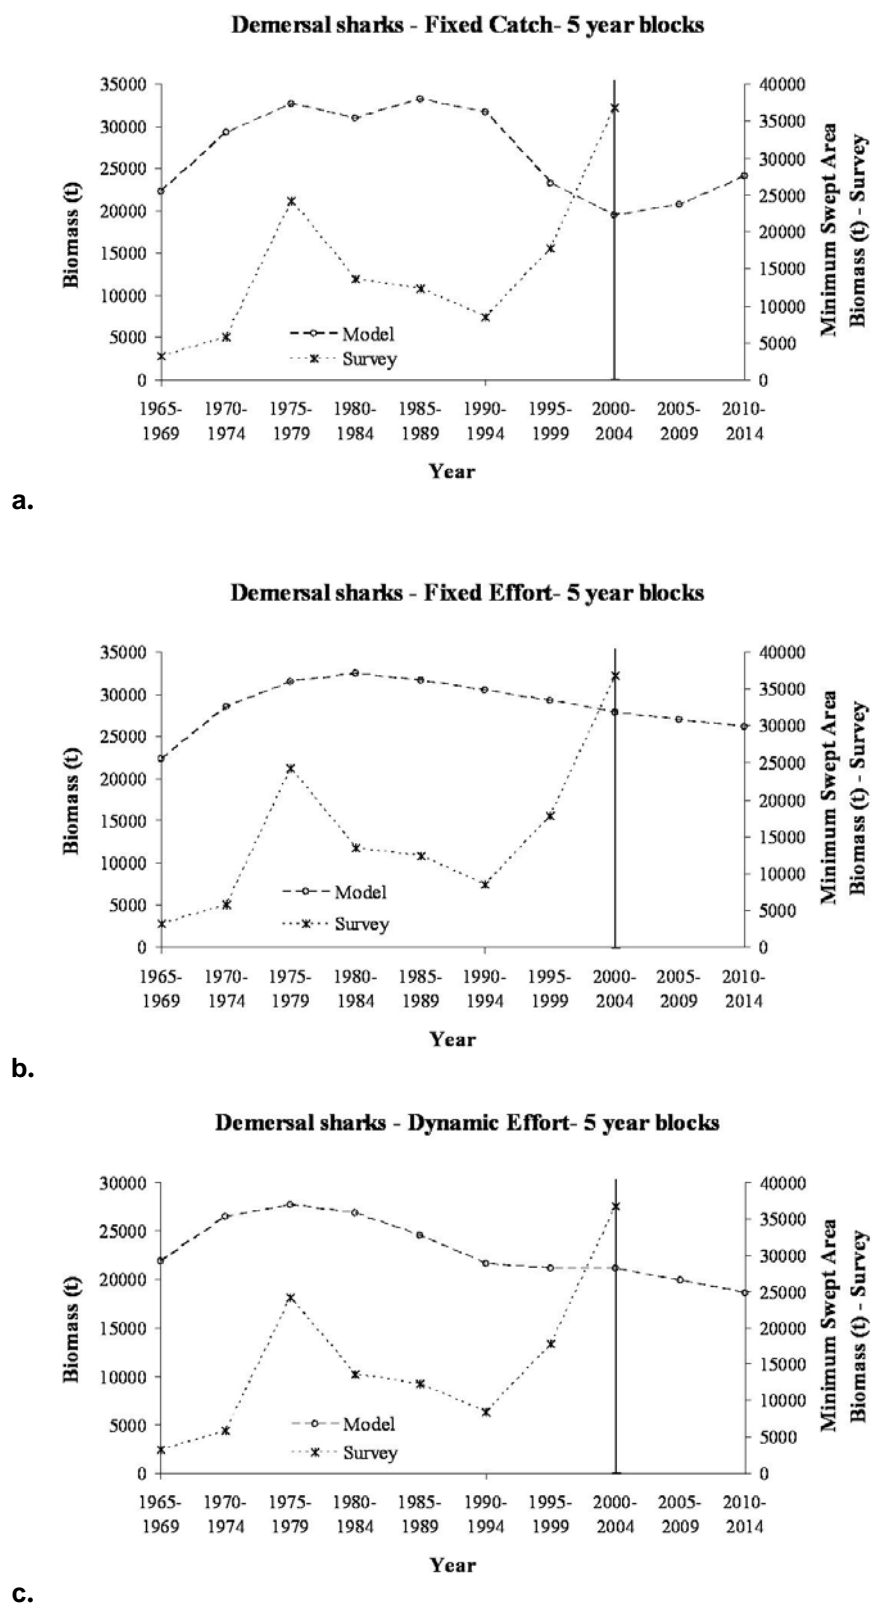 Demersal sharks - Fixed Catch- 5 year blocks
35000
30000
25000
20000
15000
10000
5000
0
Biomass (t)
40000
35000
30000
25000
20000
15000
10000
5000
0
Minimum Swept Area
Biomass (t) - Survey
Model
Survey
1965- 1970- 1975- 1980- 1985- 1990- 1995- 2000- 2005- 2010-
1969 1974 1979 1984 1989 1994 1999 2004 2009 2014
Year
a.
Demersal sharks - Fixed Effort- 5 year blocks
35000
30000
25000
20000
15000
10000
5000
0
Biomass (t)
40000
35000
30000
25000
20000
15000
10000
5000
0
Minimum Swept Area
Biomass (t) - Survey
Model
Survey
1965- 1970- 1975- 1980- 1985- 1990- 1995- 2000- 2005- 2010-
1969 1974 1979 1984 1989 1994 1999 2004 2009 2014
Year
b.
Demersal sharks - Dynamic Effort- 5 year blocks
30000
25000
20000
15000
10000
5000
0
Biomass (t)
40000
35000
30000
25000
20000
15000
10000
5000
0
Minimum Swept Area
Biomass (t) - Survey
Model
Survey
1965- 1970- 1975- 1980- 1985- 1990- 1995- 2000- 2005- 2010-
1969 1974 1979 1984 1989 1994 1999 2004 2009 2014
Year
c.